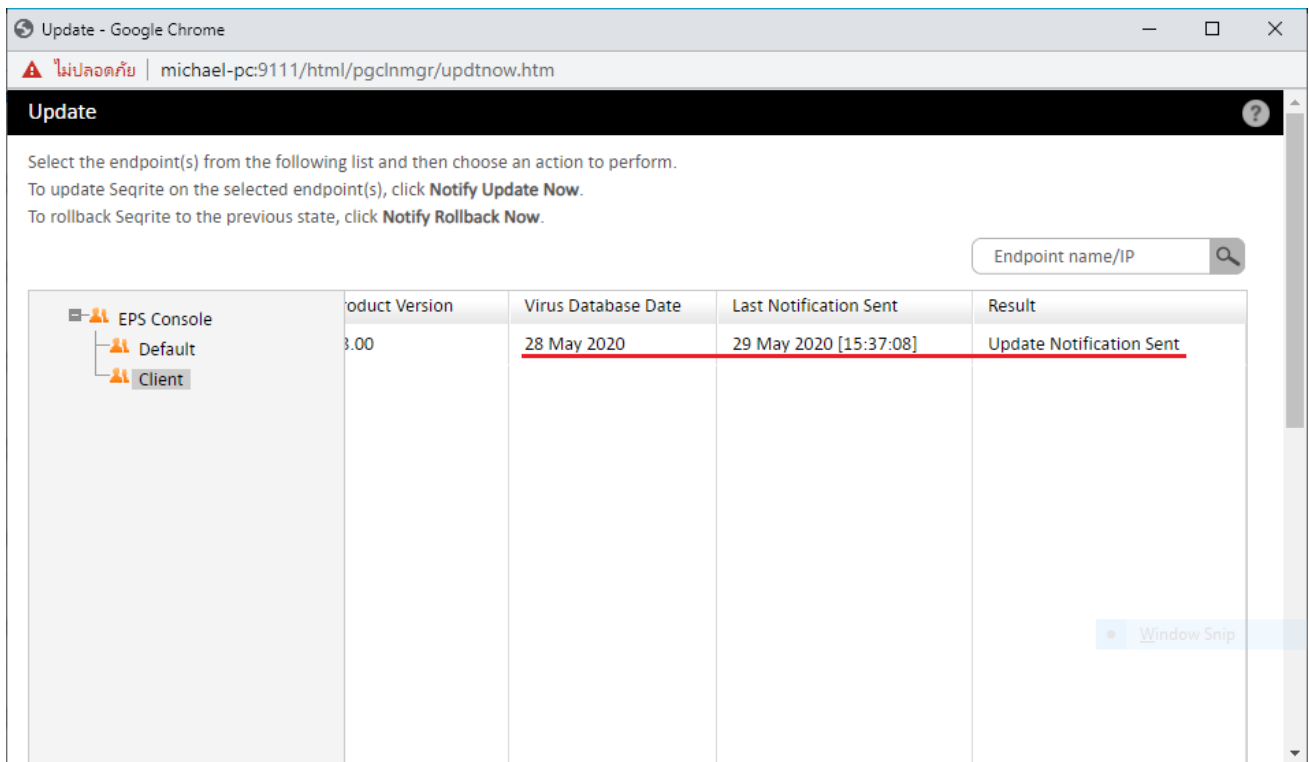 Update - Google Chrome
ไม่ปลอดภัย | michael-pc:9111/html/pgclnmgr/updtnow.htm
Update
Select the endpoint(s) from the following list and then choose an action to perform.
To update Seqrite on the selected endpoint(s), click Notify Update Now.
To rollback Seqrite to the previous state, click Notify Rollback Now.
Endpoint name/IP
EPS Console
Default
Client
oduct Version Virus Database Date Last Notification Sent Result
.00 28 May 2020 29 May 2020 [15:37:08] Update Notification Sent
Window Snip